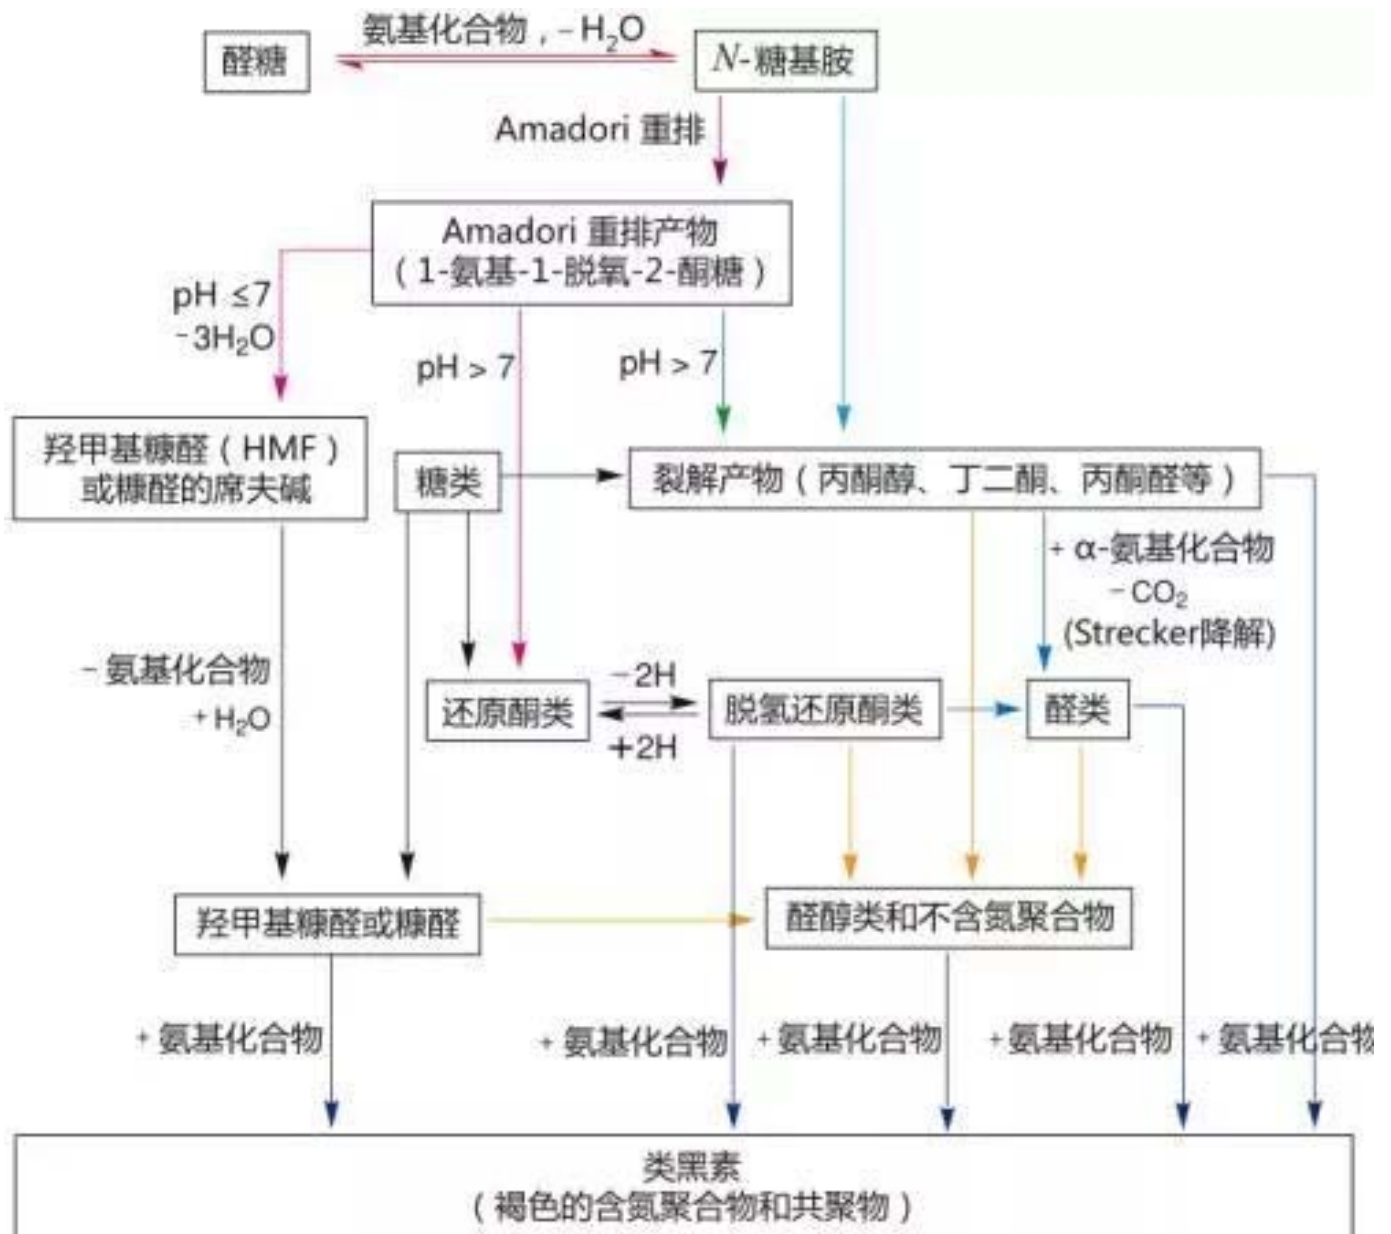 氨基化合物，-H₂O
醛糖
N-糖基胺
Amadori 重排
Amadori 重排产物
（1-氨基-1-脱氧-2-酮糖）
pH ≤7
-3H₂O
pH > 7
pH > 7
羟甲基糠醛（HMF）
或糠醛的席夫碱
糖类
裂解产物（丙酮醇、丁二酮、丙酮醛等）
+ α-氨基化合物
-CO₂
(Strecker降解)
-氨基化合物
+H₂O
还原酮类
-2H
+2H
脱氢还原酮类
醛类
羟甲基糠醛或糠醛
醛醇类和不含氮聚合物
+ 氨基化合物
+ 氨基化合物
+ 氨基化合物
+ 氨基化合物
+ 氨基化合物
类黑素
（褐色的含氮聚合物和共聚物）